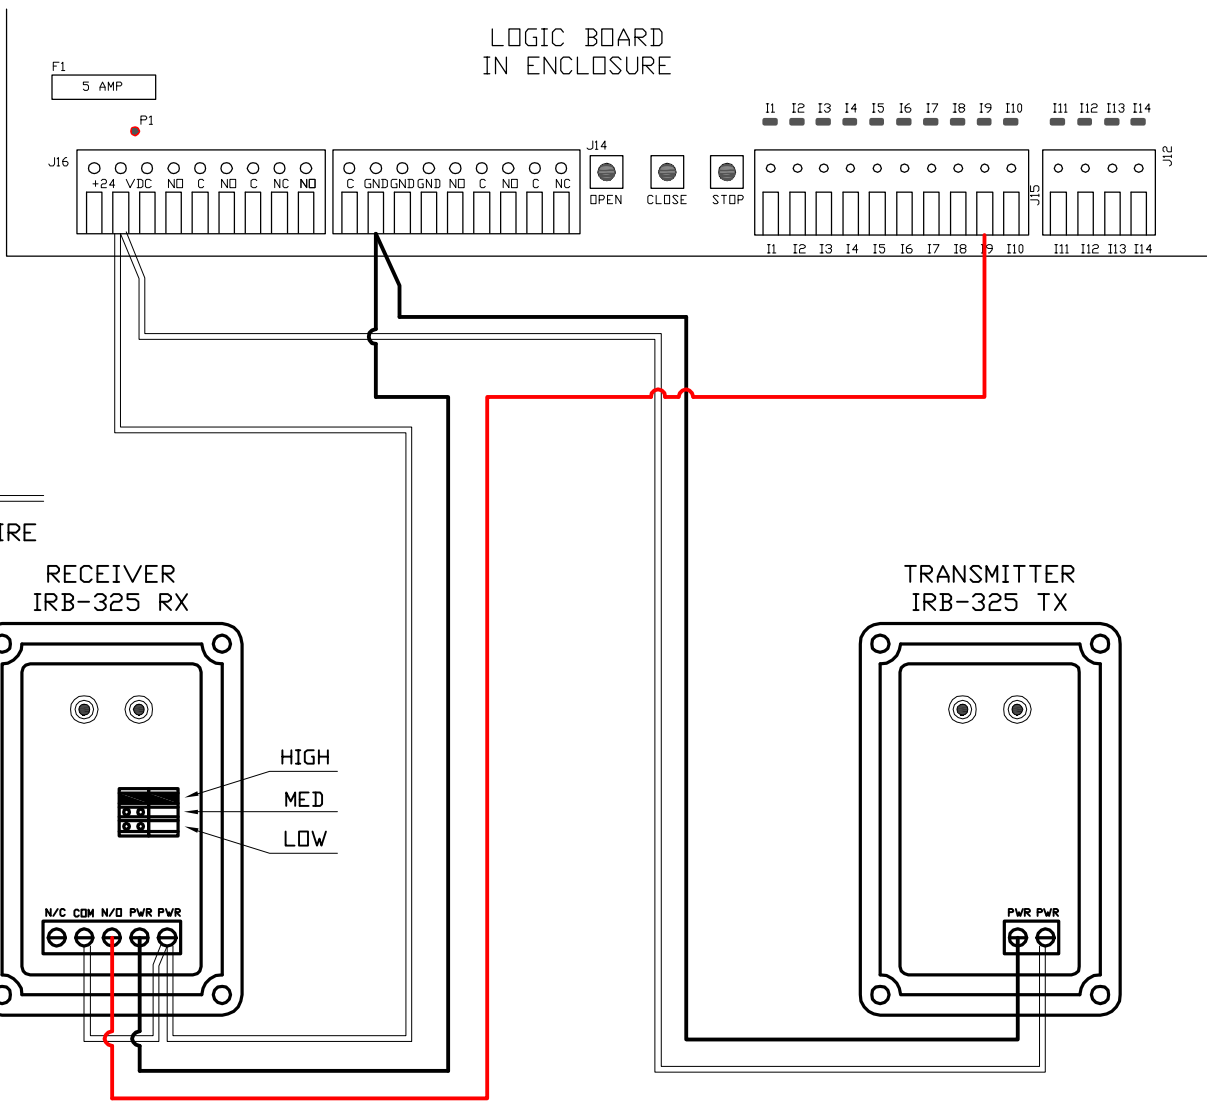 LOGIC BOARD
IN ENCLOSURE
F1
5 AMP
P1
I1 I2 I3 I4 I5 I6 I7 I8 I9 I10 I11 I12 I13 I14
J16
J14
J15
J12
+24 VDC NO C NO C NC NO
C GND GND GND NO C NO C NC
OPEN CLOSE STOP
I1 I2 I3 I4 I5 I6 I7 I8 I9 I10 I11 I12 I13 I14
IRE
RECEIVER
IRB-325 RX
TRANSMITTER
IRB-325 TX
HIGH
MED
LOW
N/C COM N/O PWR PWR
PWR PWR